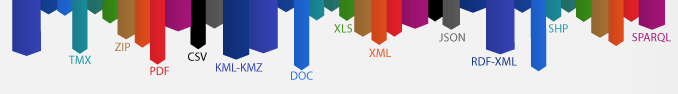 TMX
ZIP
PDF
CSV
KML-KMZ
DOC
XLS
XML
JSON
RDF-XML
SHP
SPARQL